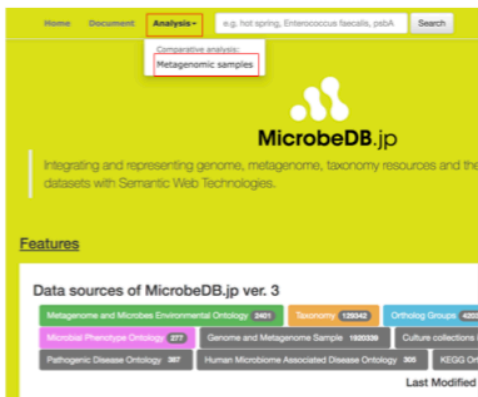 Home Document Analysis e.g. hot spring, Enterococcus faecalis, psbA Search
Comparative analysis:
Metagenomic samples
MicrobeDB.jp
Integrating and representing genome, metagenome, taxonomy resources and the
datasets with Semantic Web Technologies.
Features
Data sources of MicrobeDB.jp ver. 3
Metagenome and Microbes Environmental Ontology 2401 Taxonomy 129342 Ortholog Groups
Microbial Phenotype Ontology 277 Genome and Metagenome Sample Culture collections
Pathogenic Disease Ontology 387 Human Microbiome Associated Disease Ontology 305 KEGG On
Last Modified